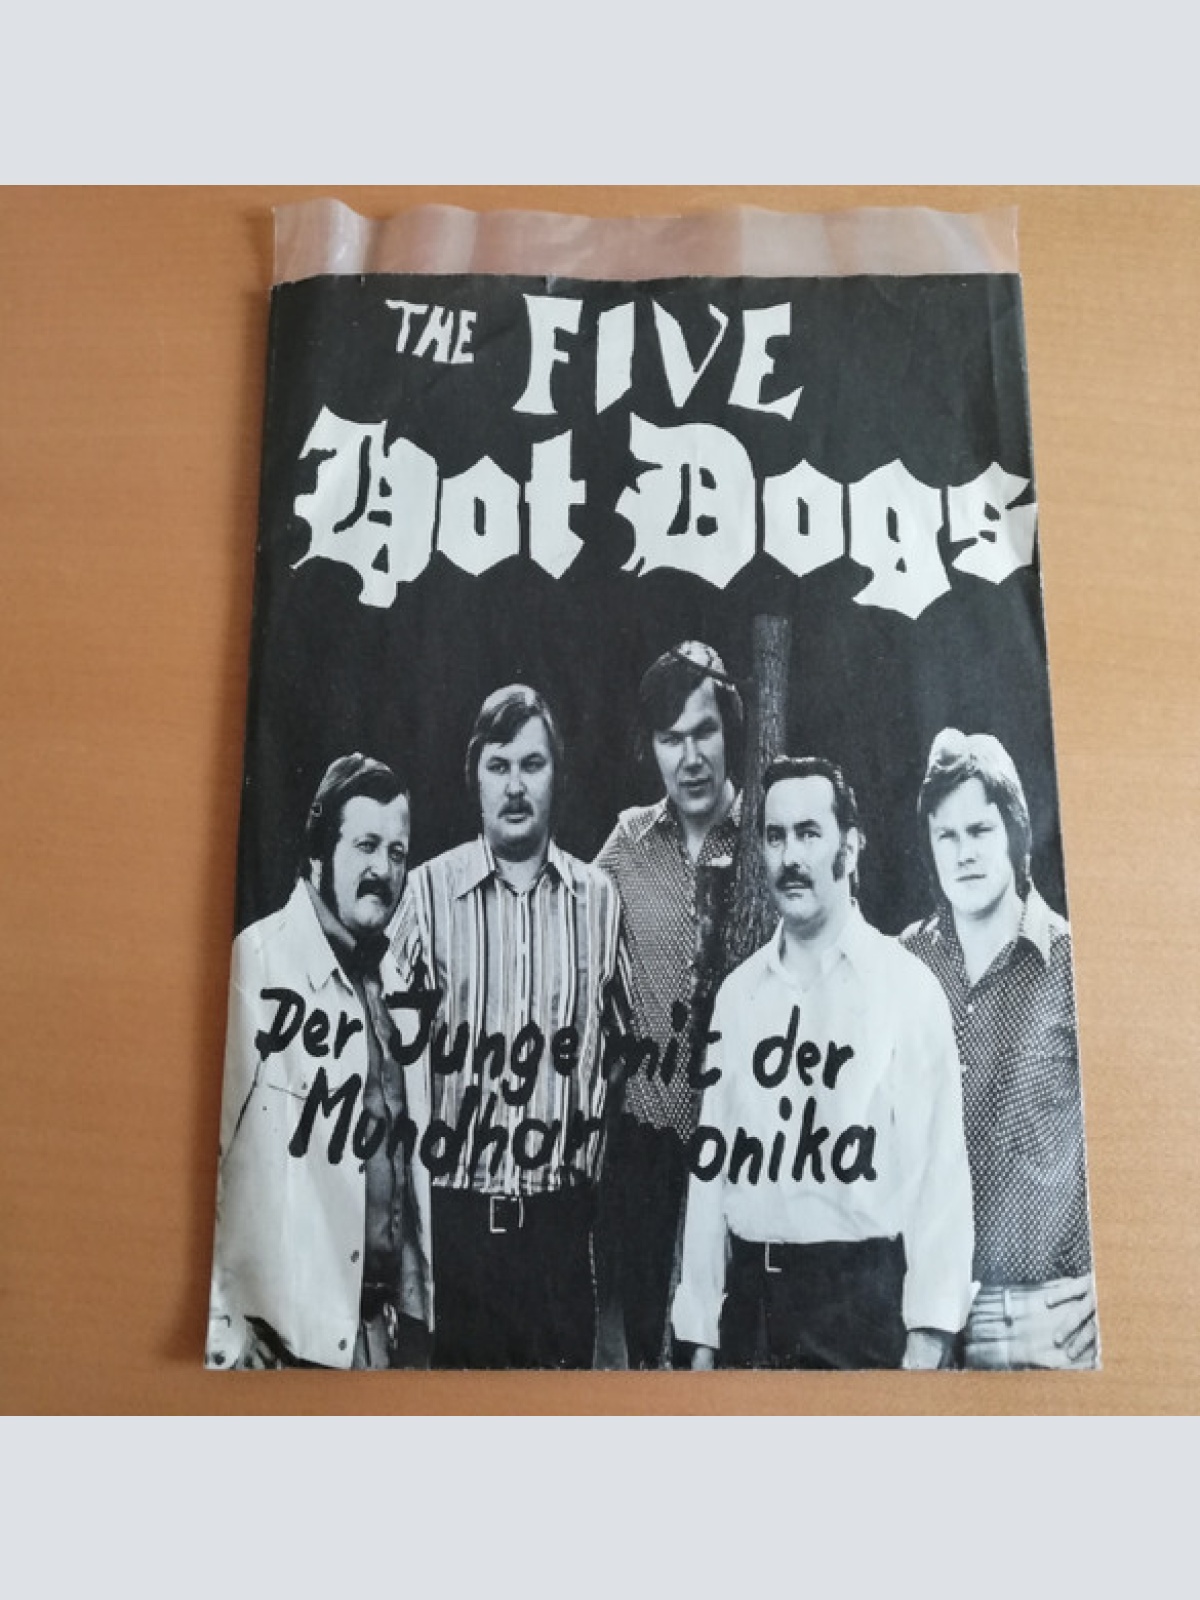 THE FIVE
Hot Dogs
Der Junge mit der
Mundharmonika